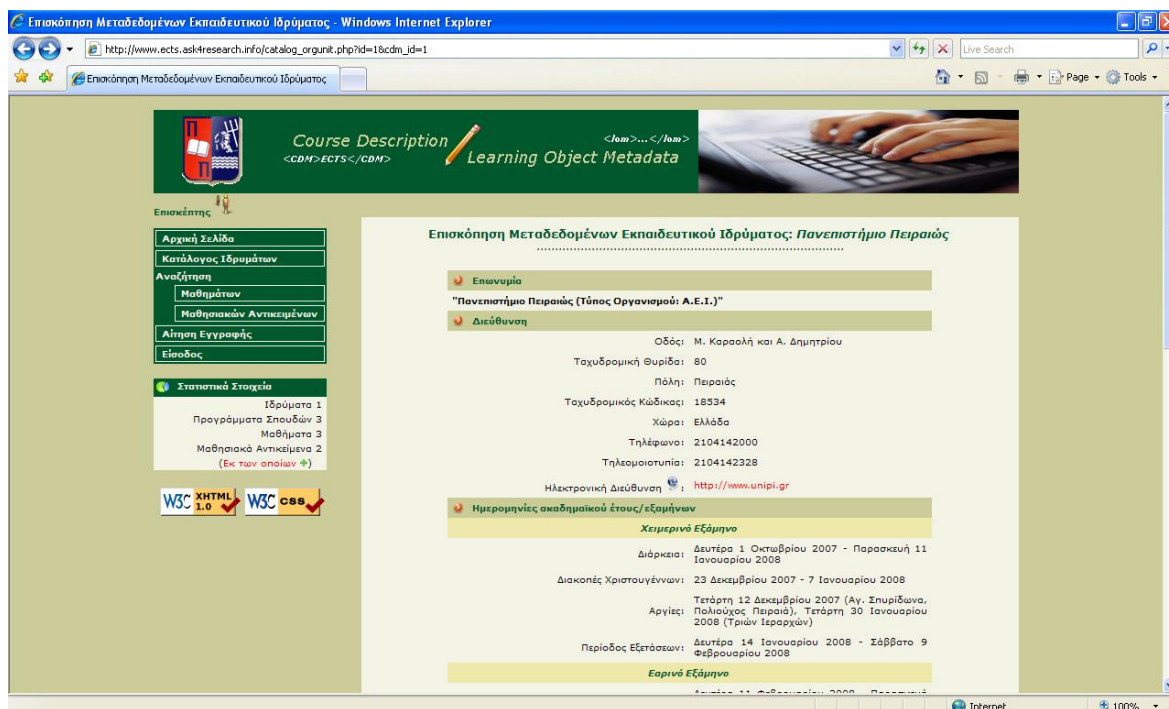 Επισκόπηση Μεταδεδομένων Εκπαιδευτικού Ιδρύματος - Windows Internet Explorer
http://www.ects.ask4research.info/catalog_orgunit.php?id=1&cdm_id=1
Live Search
Επισκόπηση Μεταδεδομένων Εκπαιδευτικού Ιδρύματος
Page
Tools
Course Description
<CDM>ECTS</CDM>
<lom>...</lom>
Learning Object Metadata
Επισκέπτης
Αρχική Σελίδα
Κατάλογος Ιδρυμάτων
Αναζήτηση
Μαθημάτων
Μαθησιακών Αντικειμένων
Αίτηση Εγγραφής
Είσοδος
Στατιστικά Στοιχεία
Ιδρύματα 1
Προγράμματα Σπουδών 3
Μαθήματα 3
Μαθησιακά Αντικείμενα 2
(Εκ των οποίων +)
W3C XHTML 1.0
W3C css
Επισκόπηση Μεταδεδομένων Εκπαιδευτικού Ιδρύματος: Πανεπιστήμιο Πειραιώς
Επωνυμία
"Πανεπιστήμιο Πειραιώς (Τύπος Οργανισμού: Α.Ε.Ι.)"
Διεύθυνση
Οδός: Μ. Καραολή και Α. Δημητρίου
Ταχυδρομική Θυρίδα: 80
Πόλη: Πειραιάς
Ταχυδρομικός Κώδικας: 18534
Χώρα: Ελλάδα
Τηλέφωνο: 2104142000
Τηλεομοιοτυπία: 2104142328
Ηλεκτρονική Διεύθυνση : http://www.unipi.gr
Ημερομηνίες ακαδημαϊκού έτους/εξαμήνων
Χειμερινό Εξάμηνο
Διάρκεια: Δευτέρα 1 Οκτωβρίου 2007 - Παρασκευή 11
Ιανουαρίου 2008
Διακοπές Χριστουγέννων: 23 Δεκεμβρίου 2007 - 7 Ιανουαρίου 2008
Αργίες: Τετάρτη 12 Δεκεμβρίου 2007 (Αγ. Σπυρίδωνα,
Πολιούχος Πειραιά), Τετάρτη 30 Ιανουαρίου
2008 (Τριών Ιεραρχών)
Περίοδος Εξετάσεων: Δευτέρα 14 Ιανουαρίου 2008 - Σάββατο 9
Φεβρουαρίου 2008
Εαρινό Εξάμηνο
Internet
100%